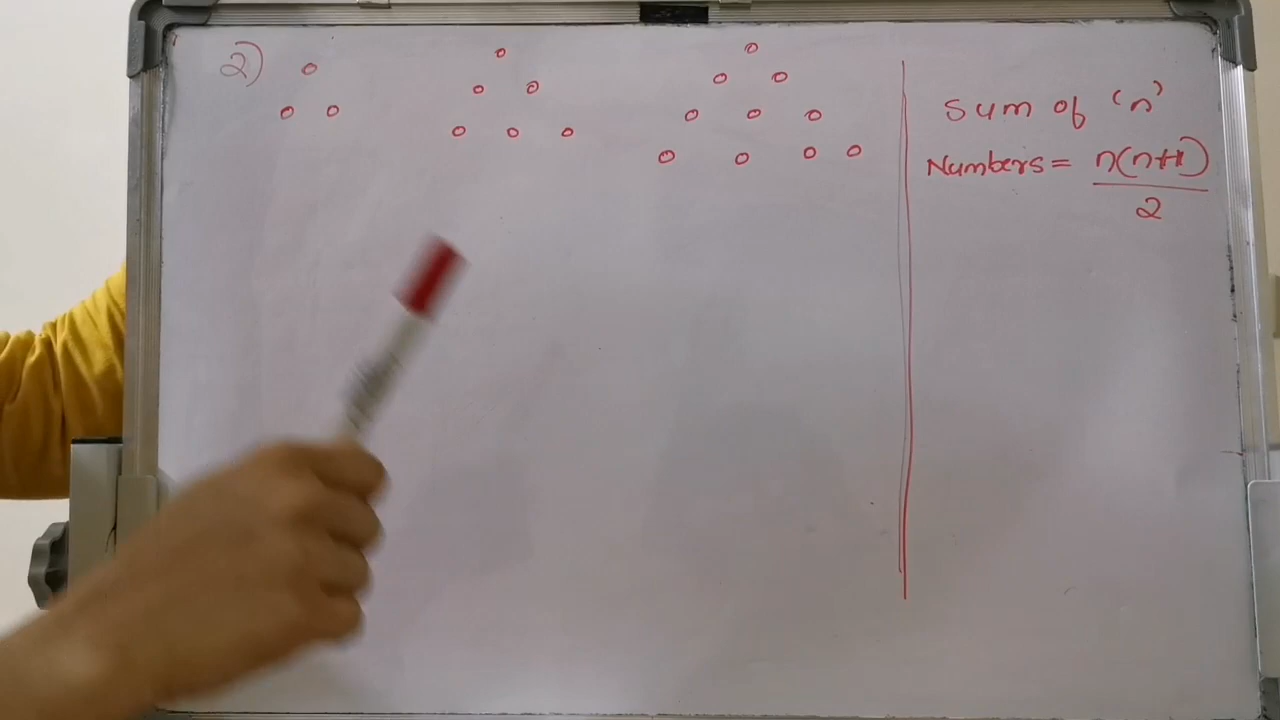 2)
Sum of 'n'
Numbers = n(n+1)
2